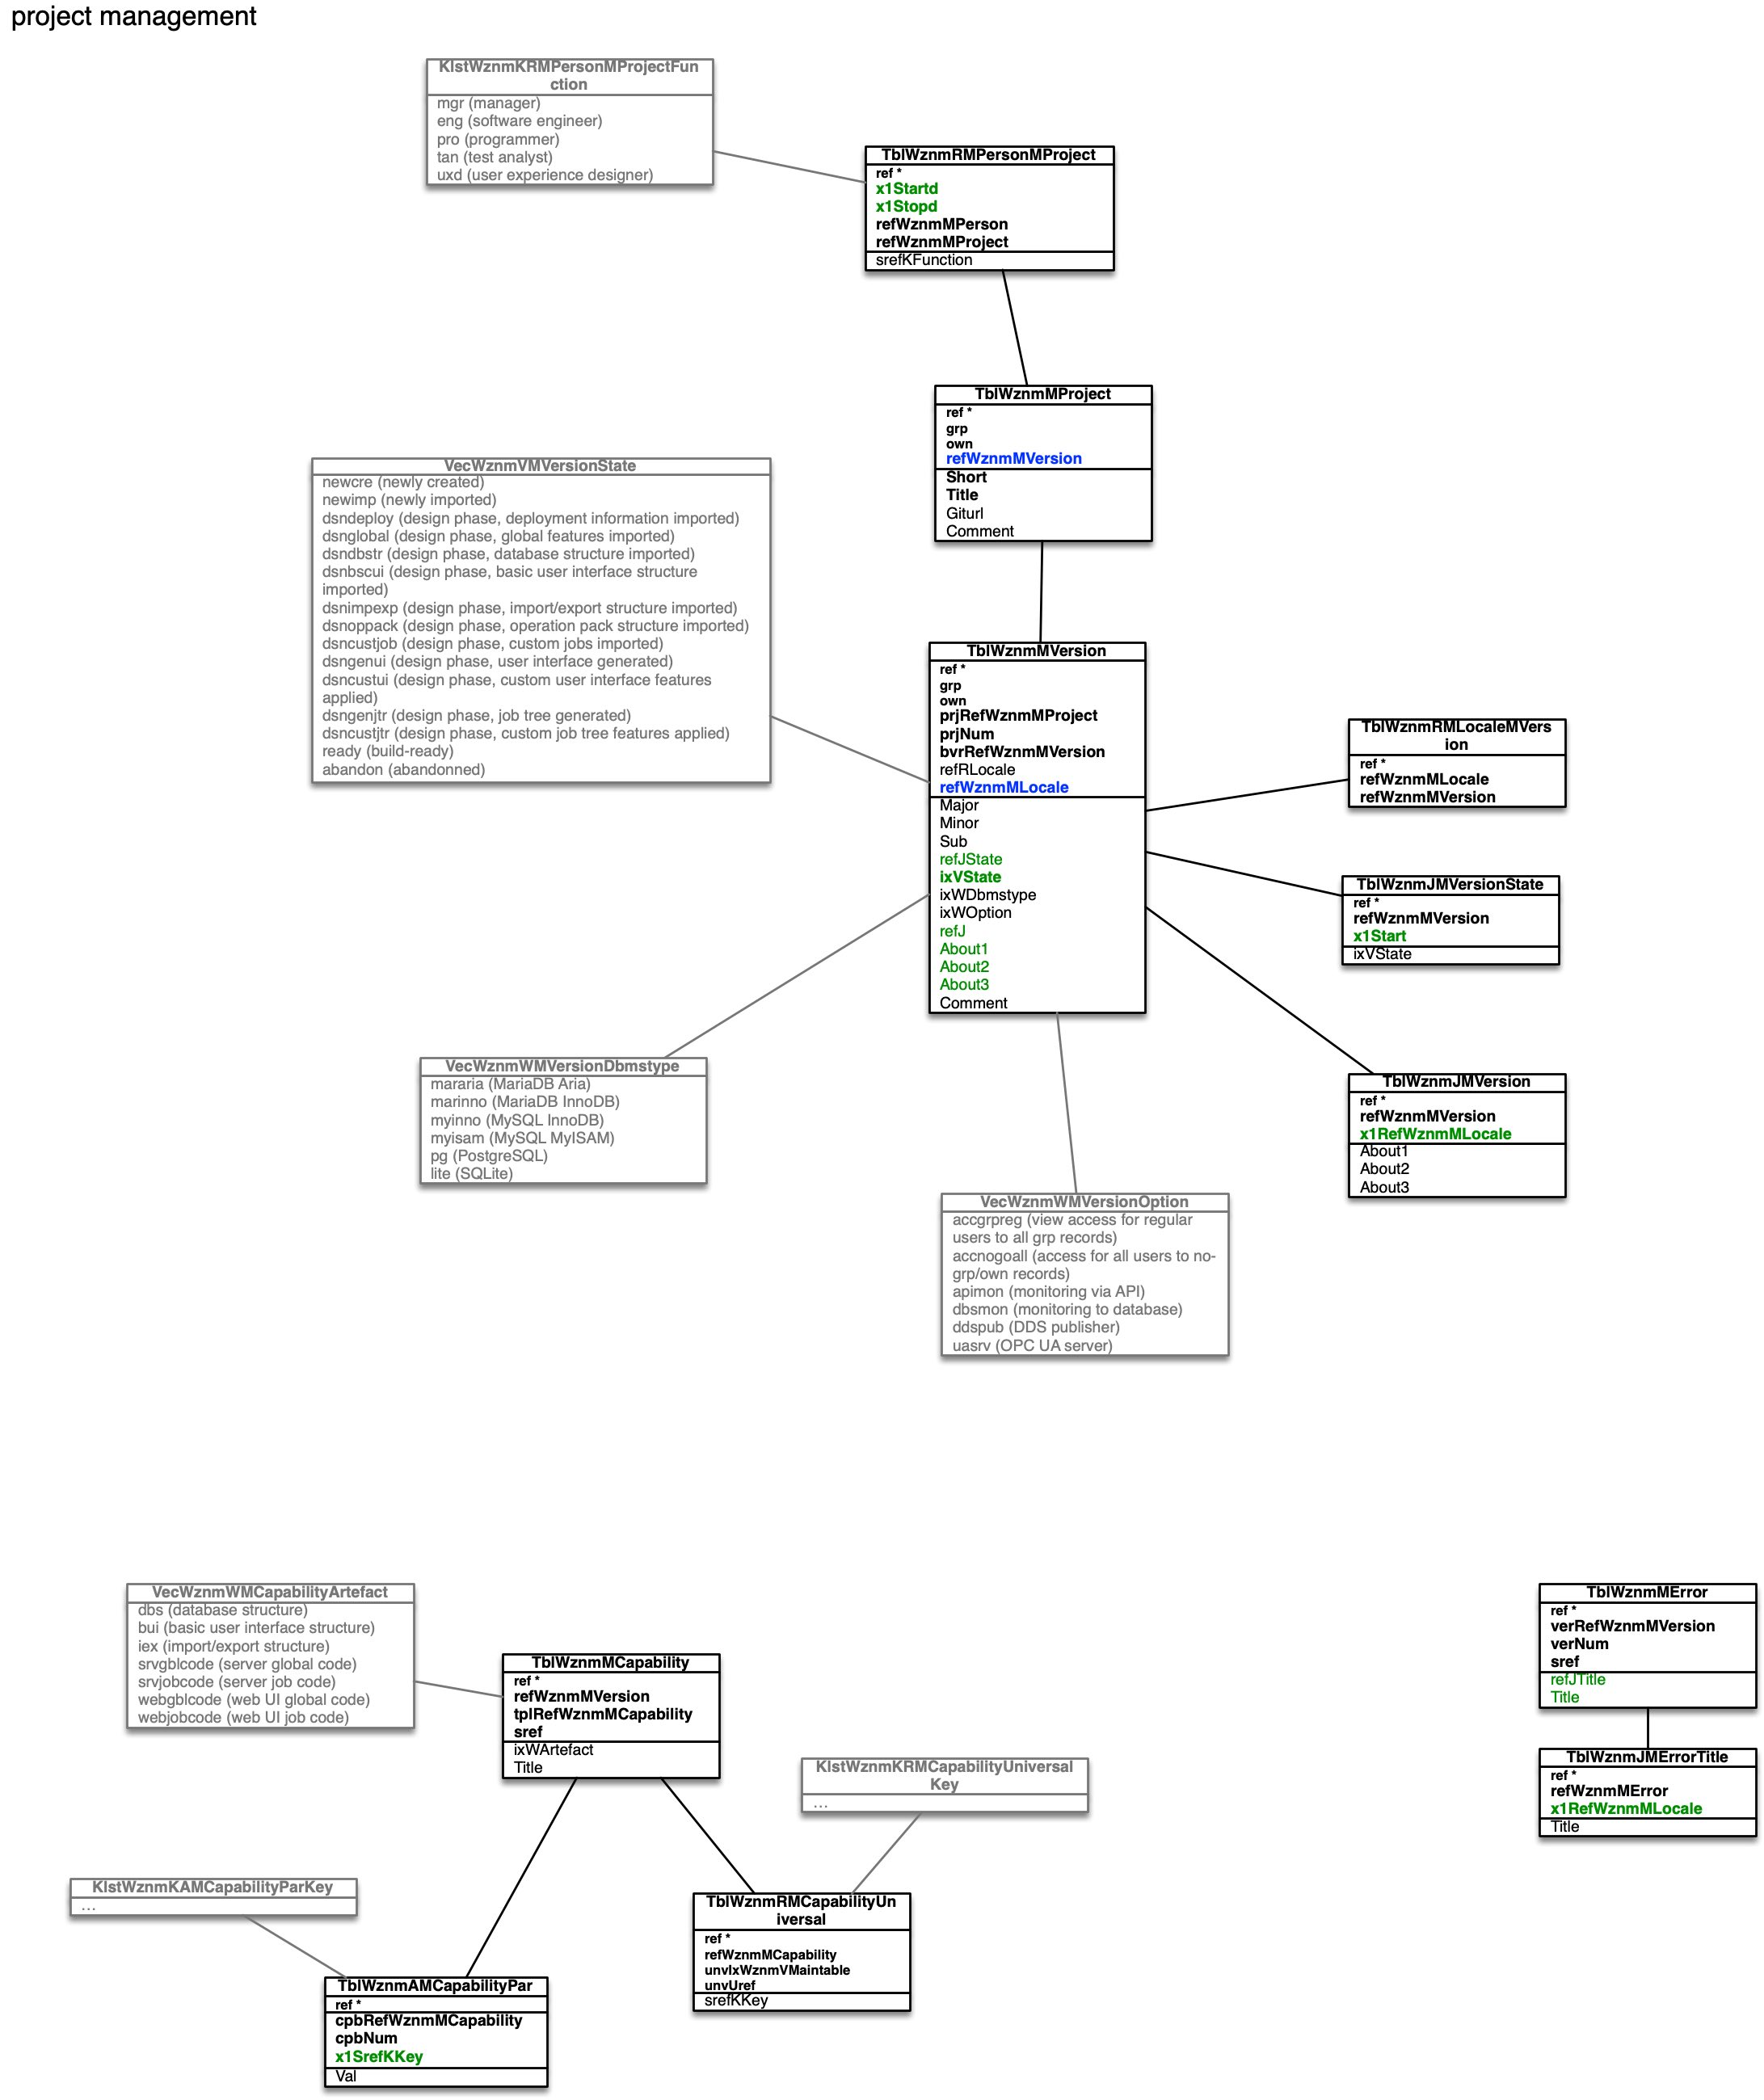 project management
KlstWznmKRMPersonMProjectFun
ction
mgr (manager)
eng (software engineer)
pro (programmer)
tan (test analyst)
uxd (user experience designer)
TblWznmRMPersonMProject
ref *
x1Startd
x1Stopd
refWznmMPerson
refWznmMProject
srefKFunction
TblWznmMProject
ref *
grp
own
refWznmMVersion
Short
Title
Giturl
Comment
VecWznmVMVersionState
newcre (newly created)
newimp (newly imported)
dsndeploy (design phase, deployment information imported)
dsnglobal (design phase, global features imported)
dsndbstr (design phase, database structure imported)
dsnbscui (design phase, basic user interface structure
imported)
dsnimpexp (design phase, import/export structure imported)
dsnoppack (design phase, operation pack structure imported)
dsncustjob (design phase, custom jobs imported)
dsngenui (design phase, user interface generated)
dsncustui (design phase, custom user interface features
applied)
dsngenjtr (design phase, job tree generated)
dsncustjtr (design phase, custom job tree features applied)
ready (build-ready)
abandon (abandonned)
TblWznmMVersion
ref *
grp
own
prjRefWznmMProject
prjNum
bvrRefWznmMVersion
refRLocale
refWznmMLocale
Major
Minor
Sub
refJState
ixVState
ixWDbmstype
ixWOption
refJ
About1
About2
About3
Comment
TblWznmRMLocaleMVers
ion
ref *
refWznmMLocale
refWznmMVersion
TblWznmJMVersionState
ref *
refWznmMVersion
x1Start
ixVState
TblWznmJMVersion
ref *
refWznmMVersion
x1RefWznmMLocale
About1
About2
About3
VecWznmWMVersionDbmstype
mararia (MariaDB Aria)
marinno (MariaDB InnoDB)
myinno (MySQL InnoDB)
myisam (MySQL MyISAM)
pg (PostgreSQL)
lite (SQLite)
VecWznmWMVersionOption
accgrpreg (view access for regular
users to all grp records)
accnogoall (access for all users to no-
grp/own records)
apimon (monitoring via API)
dbsmon (monitoring to database)
ddspub (DDS publisher)
uasrv (OPC UA server)
VecWznmWMCapabilityArtefact
dbs (database structure)
bui (basic user interface structure)
iex (import/export structure)
srvgblcode (server global code)
srvjobcode (server job code)
webgblcode (web UI global code)
webjobcode (web UI job code)
TblWznmMCapability
ref *
refWznmMVersion
tplRefWznmMCapability
sref
ixWArtefact
Title
TblWznmMError
ref *
verRefWznmMVersion
verNum
sref
refJTitle
Title
TblWznmJMErrorTitle
ref *
refWznmMError
x1RefWznmMLocale
Title
KlstWznmKRMCapabilityUniversal
Key
...
KlstWznmKAMCapabilityParKey
...
TblWznmRMCapabilityUn
iversal
ref *
refWznmMCapability
unvIxWznmVMaintable
unvUref
srefKKey
TblWznmAMCapabilityPar
ref *
cpbRefWznmMCapability
cpbNum
x1SrefKKey
Val